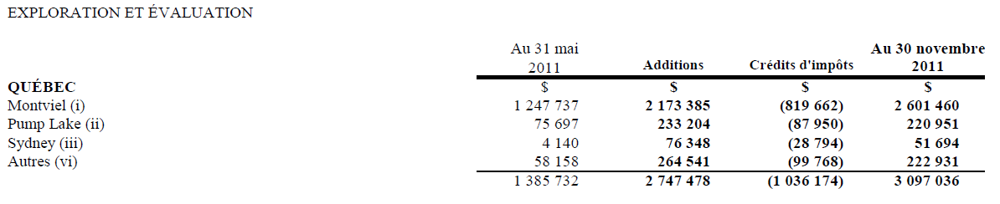 EXPLORATION ET ÉVALUATION
Au 31 mai 2011 Additions Crédits d'impôts Au 30 novembre 2011
QUÉBEC $ $ $ $
Montviel (i) 1 247 737 2 173 385 (819 662) 2 601 460
Pump Lake (ii) 75 697 233 204 (87 950) 220 951
Sydney (iii) 4 140 76 348 (28 794) 51 694
Autres (vi) 58 158 264 541 (99 768) 222 931
1 385 732 2 747 478 (1 036 174) 3 097 036